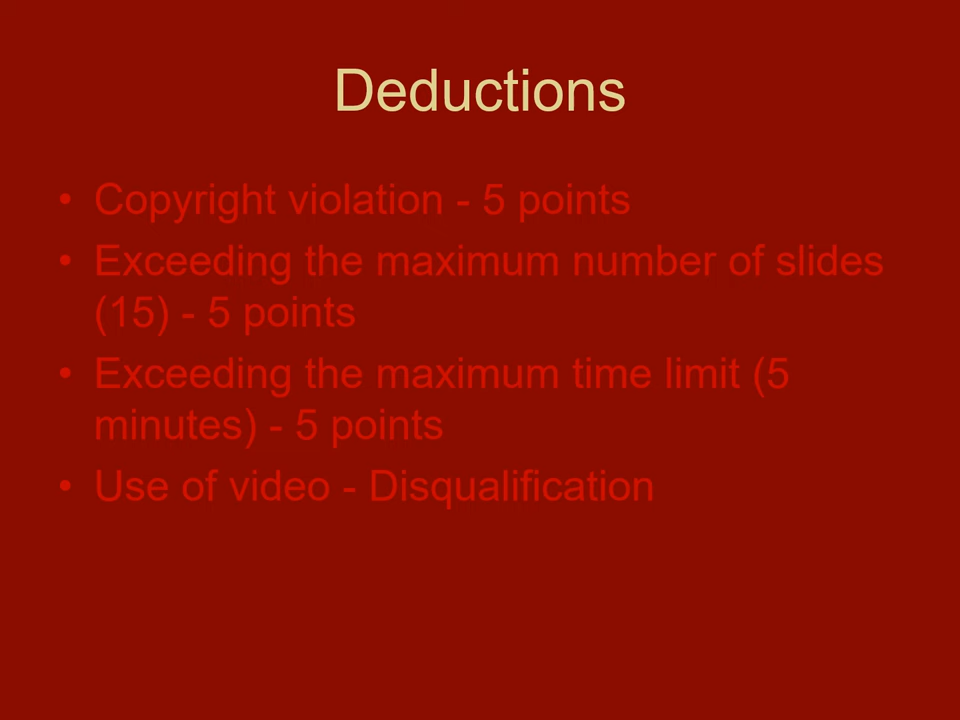 Deductions
• Copyright violation - 5 points
• Exceeding the maximum number of slides
(15) - 5 points
• Exceeding the maximum time limit (5
minutes) - 5 points
• Use of video - Disqualification